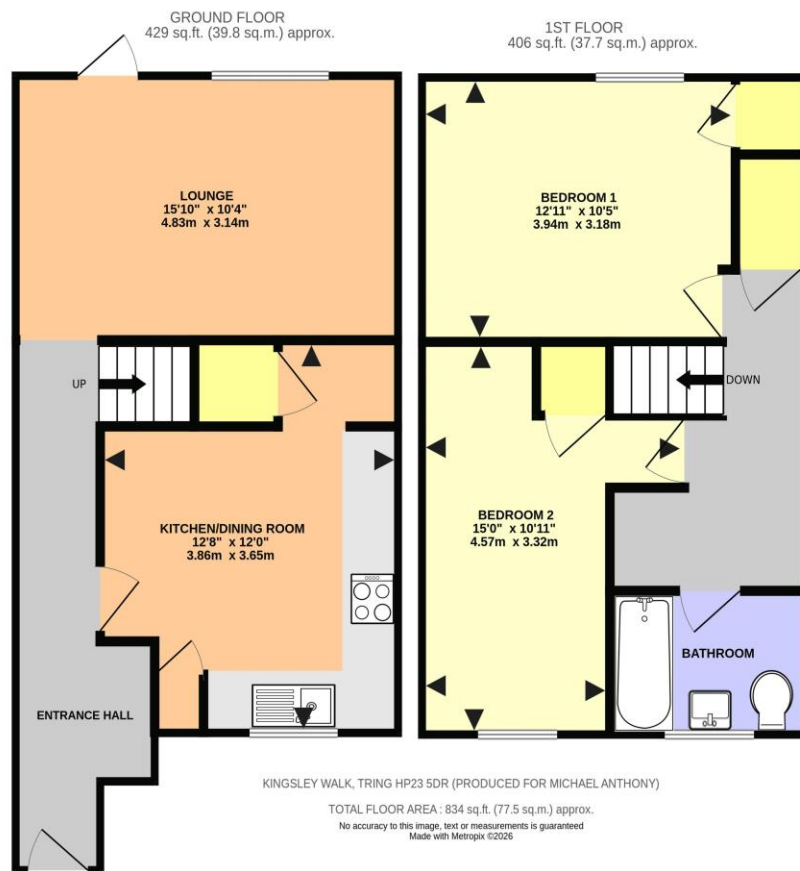 GROUND FLOOR
429 sq.ft. (39.8 sq.m.) approx.
LOUNGE
15'10" x 10'4"
4.83m x 3.14m
UP
KITCHEN/DINING ROOM
12'8" x 12'0"
3.86m x 3.65m
ENTRANCE HALL
1ST FLOOR
406 sq.ft. (37.7 sq.m.) approx.
BEDROOM 1
12'11" x 10'5"
3.94m x 3.18m
DOWN
BEDROOM 2
15'0" x 10'11"
4.57m x 3.32m
BATHROOM
KINGSLEY WALK, TRING HP23 5DR (PRODUCED FOR MICHAEL ANTHONY)
TOTAL FLOOR AREA : 834 sq.ft. (77.5 sq.m.) approx.
No accuracy to this image, text or measurements is guaranteed
Made with Metropix ©2026